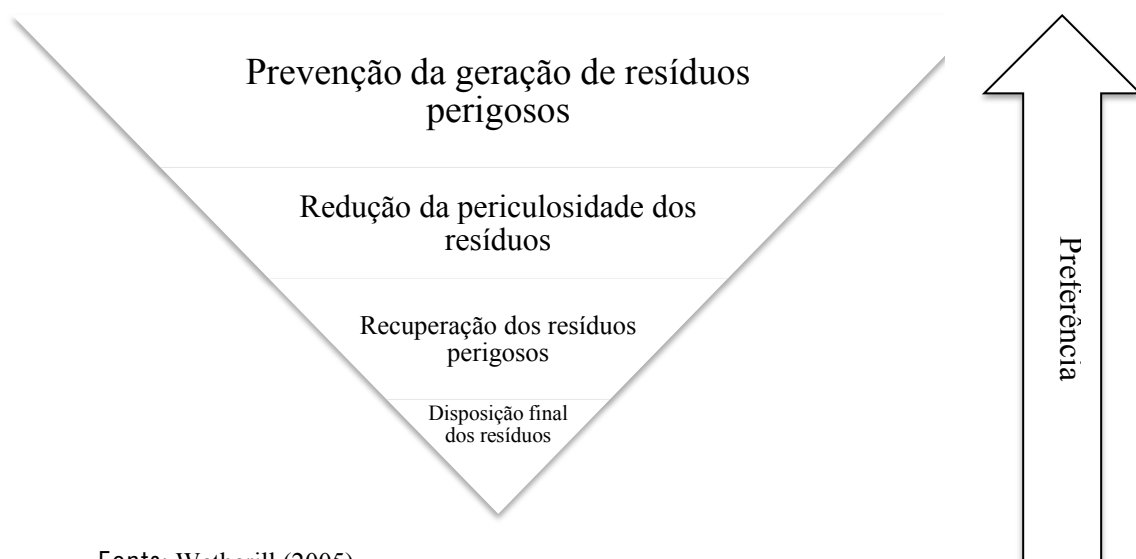 Prevenção da geração de resíduos
perigosos
Redução da periculosidade dos
resíduos
Recuperação dos resíduos
perigosos
Disposição final
dos resíduos
Preferência
Fonte: Wetherill (2005)